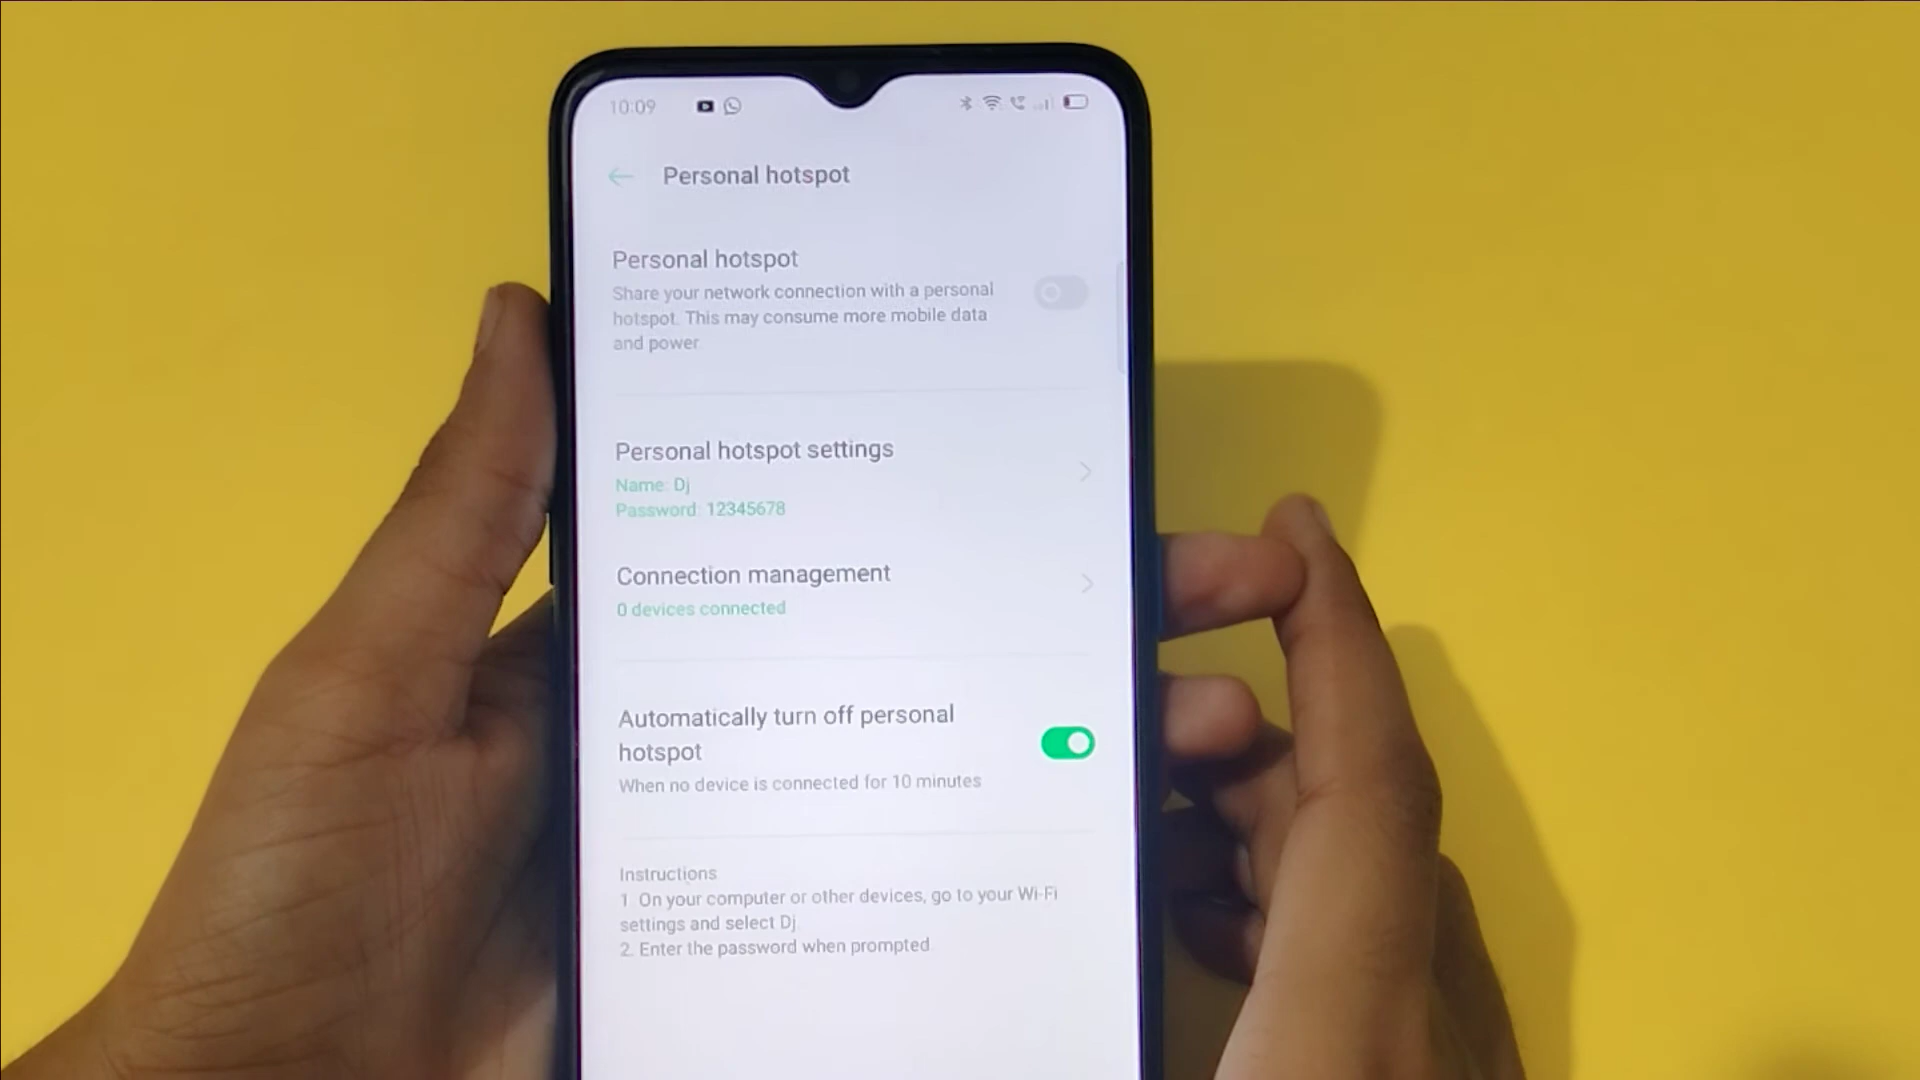 10:09
Personal hotspot
Personal hotspot
Share your network connection with a personal
hotspot. This may consume more mobile data
and power.
Personal hotspot settings
Name: Dj
Password: 12345678
Connection management
0 devices connected
Automatically turn off personal
hotspot
When no device is connected for 10 minutes
Instructions
1. On your computer or other devices, go to your Wi-Fi
settings and select Dj.
2. Enter the password when prompted.